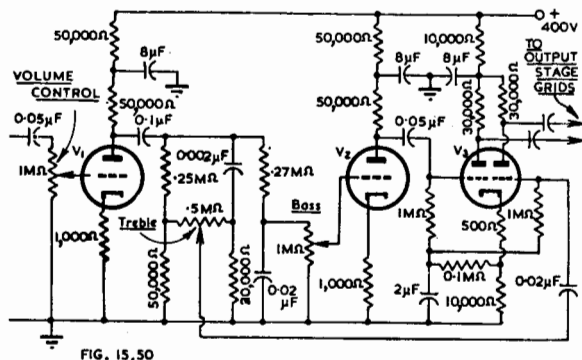 50,000Ω
8μF
VOLUME
CONTROL
50,000Ω
0.05μF
0.1μF
V1
1MΩ
0.002μF
.25MΩ
.27MΩ
.5MΩ
Treble
Bass
1MΩ
1,000Ω
50,000Ω
20,000Ω
0.02
μF
50,000Ω
10,000Ω
+
400V
8μF
8μF
TO
OUTPUT
STAGE
GRIDS
50,000Ω
30,000Ω
30,000Ω
0.05μF
V2
V3
1MΩ
500Ω
1MΩ
0.1MΩ
1,000Ω
2μF
10,000Ω
0.02μF
FIG. 15.50